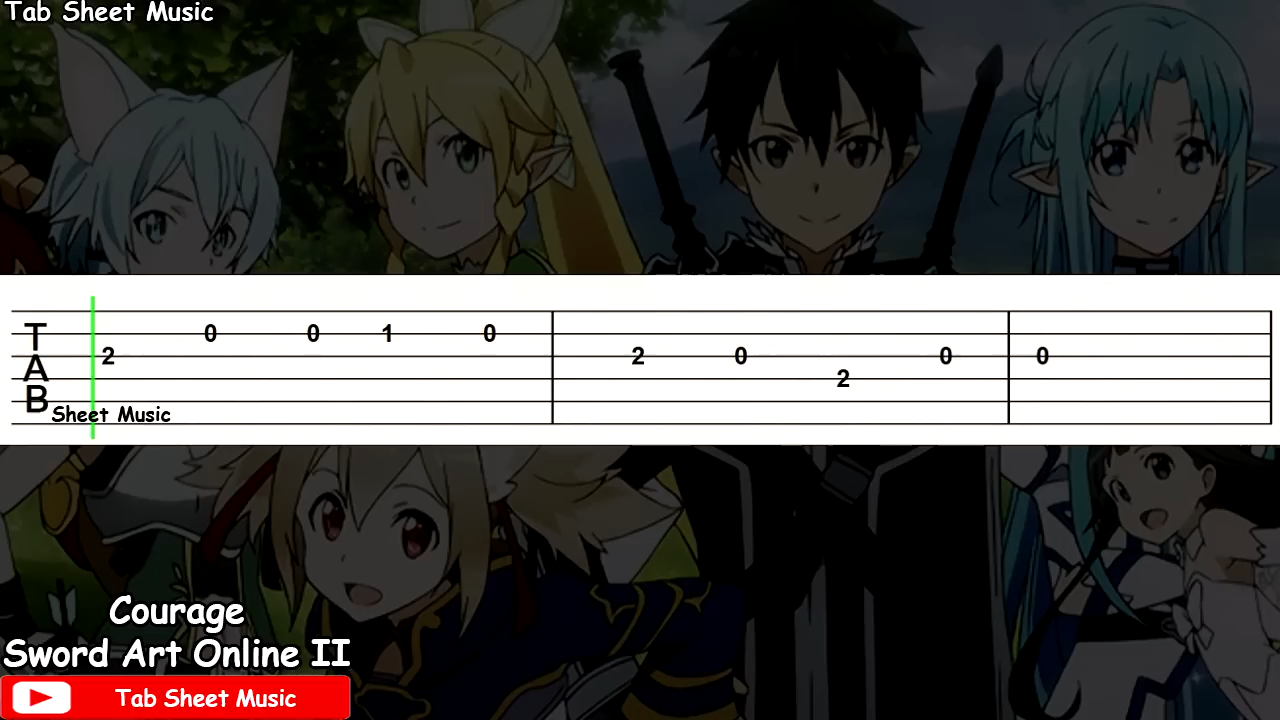 Tab Sheet Music
T
A
B
0 0 1 0
2 2 0 0 0
2
Sheet Music
Courage
Sword Art Online II
Tab Sheet Music